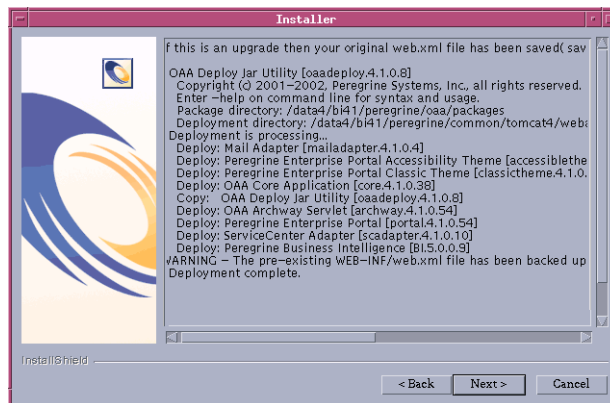 Installer
f this is an upgrade then your original web.xml file has been saved( sav
OAA Deploy Jar Utility [oaadeploy.4.1.0.8]
Copyright (c) 2001-2002, Peregrine Systems, Inc., all rights reserved.
Enter -help on command line for syntax and usage.
Package directory: /data4/bi41/peregrine/oaa/packages
Deployment directory: /data4/bi41/peregrine/common/tomcat4/weba
Deployment is processing...
Deploy: Mail Adapter [mailadapter.4.1.0.4]
Deploy: Peregrine Enterprise Portal Accessibility Theme [accessiblethe
Deploy: Peregrine Enterprise Portal Classic Theme [classictheme.4.1.0.
Deploy: OAA Core Application [core.4.1.0.38]
Copy: OAA Deploy Jar Utility [oaadeploy.4.1.0.8]
Deploy: OAA Archway Servlet [archway.4.1.0.54]
Deploy: Peregrine Enterprise Portal [portal.4.1.0.54]
Deploy: ServiceCenter Adapter [scadapter.4.1.0.10]
Deploy: Peregrine Business Intelligence [BI.5.0.0.9]
WARNING - The pre-existing WEB-INF/web.xml file has been backed up
Deployment complete.
InstallShield
< Back
Next >
Cancel